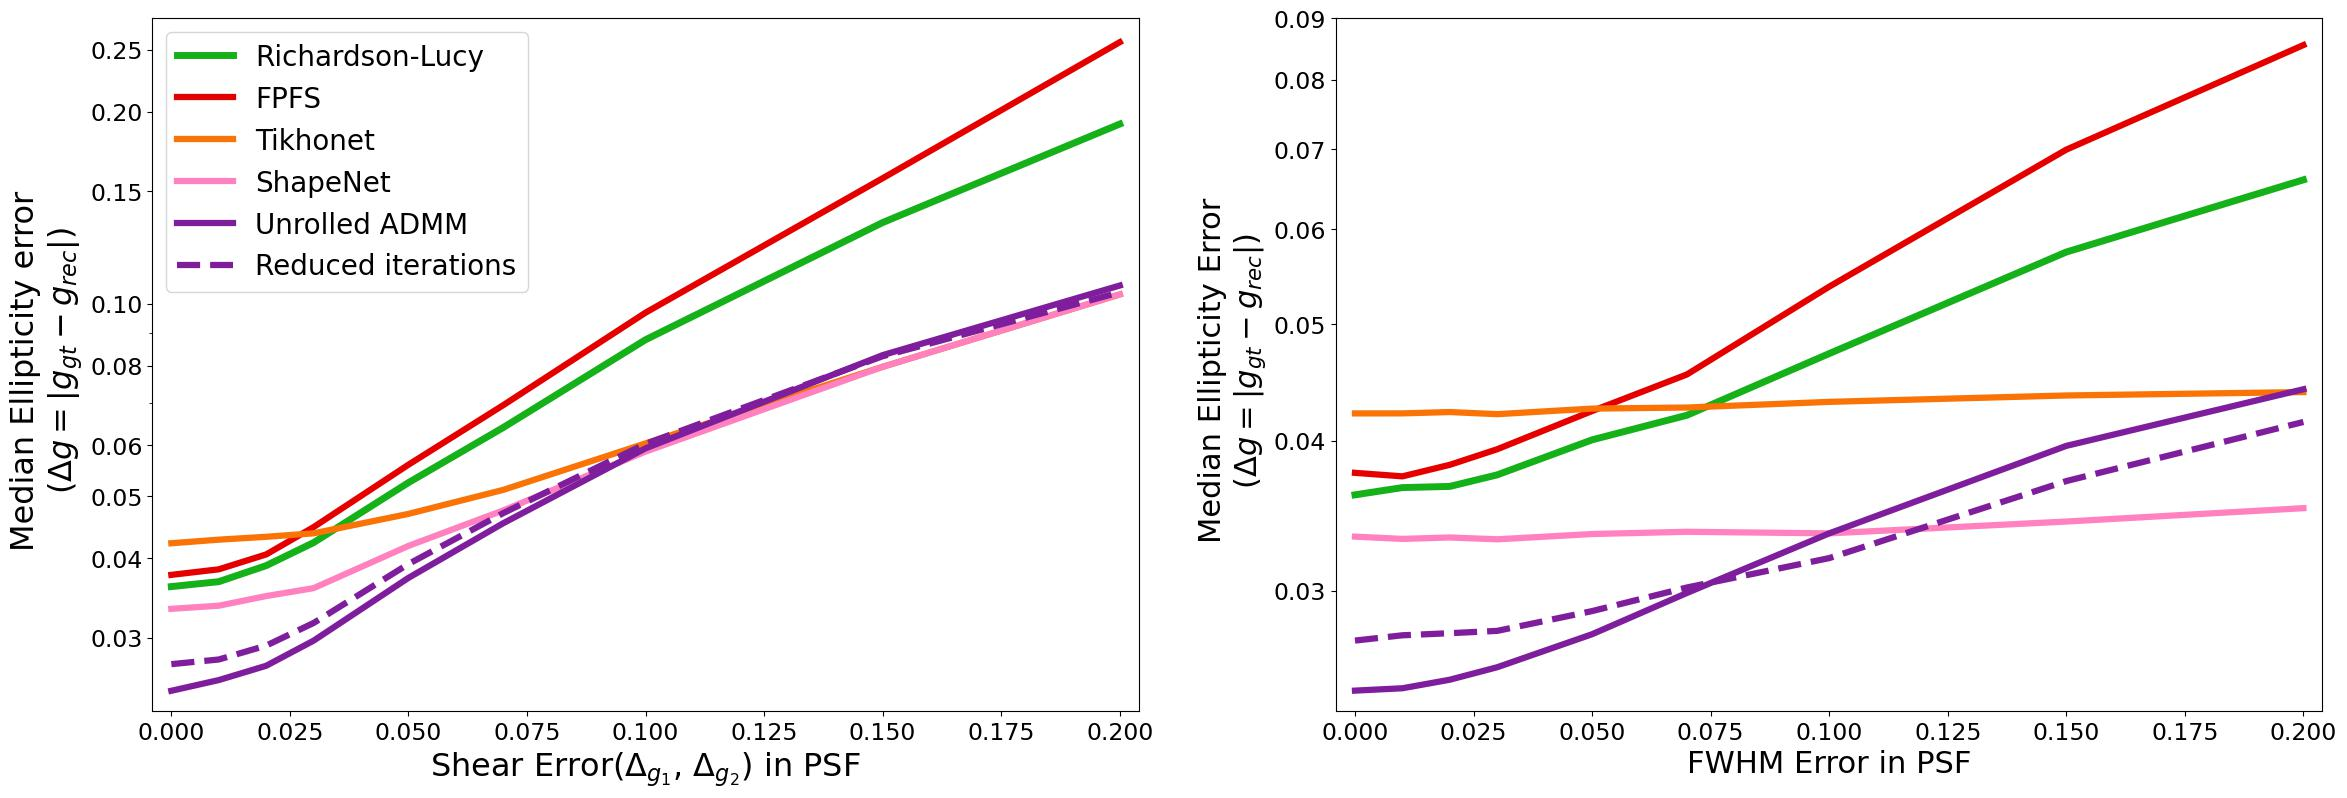 Median Ellipticity error
(Δg = |g_gt − g_rec|)
0.25
0.20
0.15
0.10
0.08
0.06
0.05
0.04
0.03
Richardson-Lucy
FPFS
Tikhonet
ShapeNet
Unrolled ADMM
Reduced iterations
0.000 0.025 0.050 0.075 0.100 0.125 0.150 0.175 0.200
Shear Error(Δ_g₁, Δ_g₂) in PSF
Median Ellipticity Error
(Δg = |g_gt − g_rec|)
0.09
0.08
0.07
0.06
0.05
0.04
0.03
0.000 0.025 0.050 0.075 0.100 0.125 0.150 0.175 0.200
FWHM Error in PSF